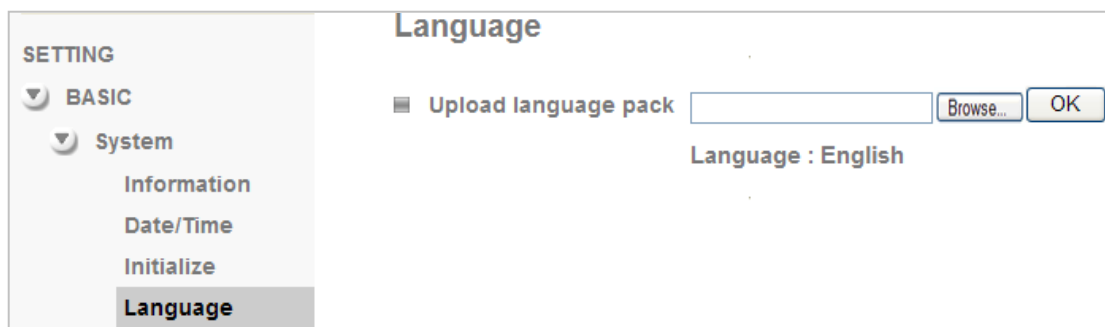 SETTING
BASIC
System
Information
Date/Time
Initialize
Language
Language
Upload language pack
Browse...
OK
Language : English